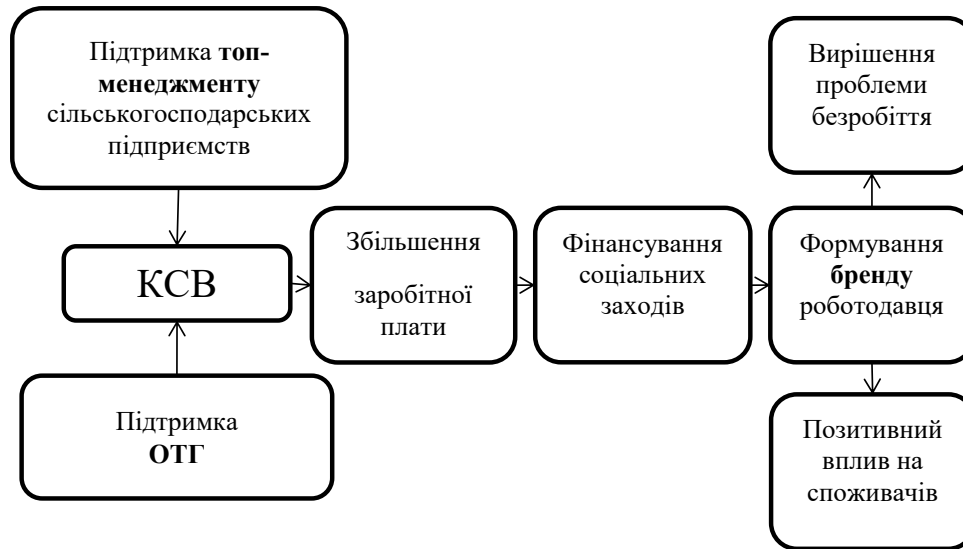 Підтримка топ-
менеджменту
сільськогосподарських
підприємств
КСВ
Підтримка
ОТГ
Збільшення
заробітної
плати
Фінансування
соціальних
заходів
Вирішення
проблеми
безробіття
Формування
бренду
роботодавця
Позитивний
вплив на
споживачів